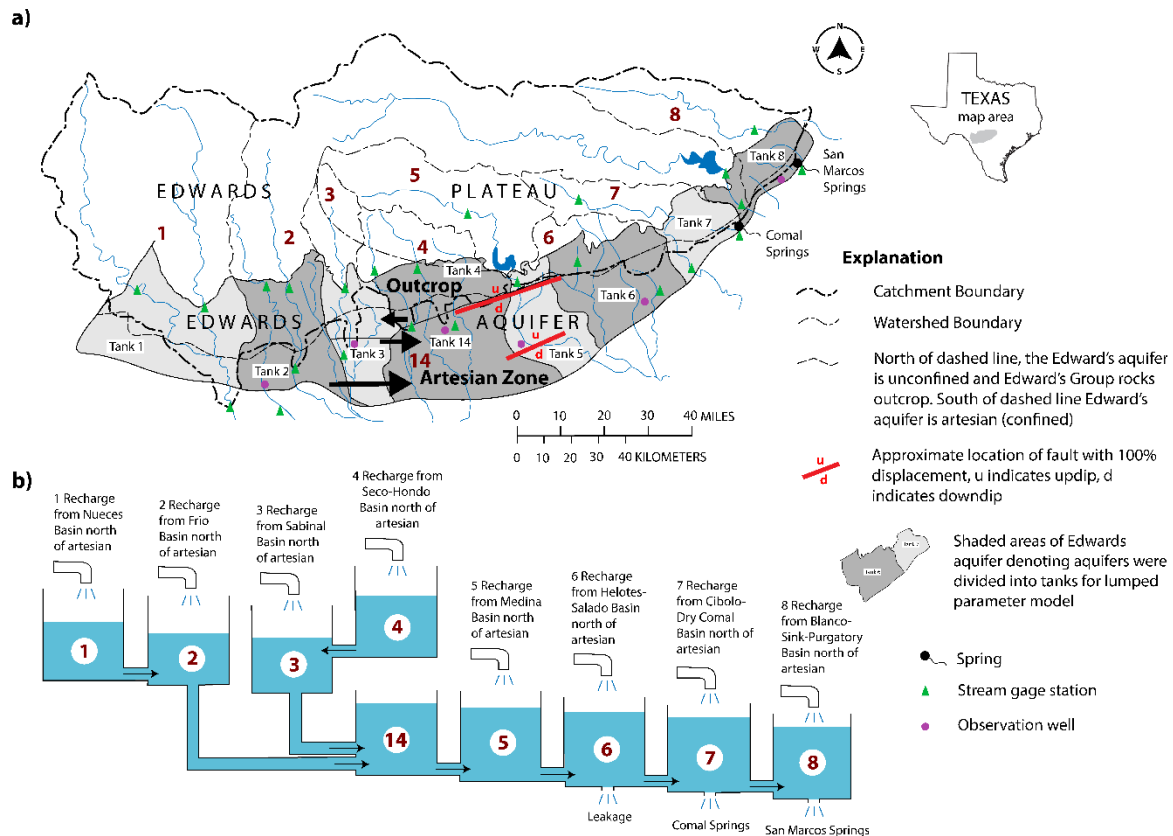 a)
N
W E
S
TEXAS
map area
8
Tank 8
San
Marcos
Springs
5
EDWARDS
PLATEAU
3
7
Tank 7
1
2
6
4
Comal
Springs
Tank 4
Outcrop
u
d
Tank 6
EDWARDS
AQUIFER
Tank 1
Tank 14
u
Tank 3
14
d
Tank 5
Tank 2
Artesian Zone
0 10 20 30 40 MILES
0 10 20 30 40 KILOMETERS
Explanation
Catchment Boundary
Watershed Boundary
North of dashed line, the Edward's aquifer
is unconfined and Edward's Group rocks
outcrop. South of dashed line Edward's
aquifer is artesian (confined)
u
d
Approximate location of fault with 100%
displacement, u indicates updip, d
indicates downdip
Shaded areas of Edwards
aquifer denoting aquifers were
divided into tanks for lumped
parameter model
Spring
Stream gage station
Observation well
b)
1 Recharge
from Nueces
Basin north
of artesian
2 Recharge
from Frio
Basin north
of artesian
3 Recharge
from Sabinal
Basin north
of artesian
4 Recharge from
Seco-Hondo
Basin north of
artesian
5 Recharge
from Medina
Basin north
of artesian
6 Recharge
from Helotes-
Salado Basin
north of
artesian
7 Recharge
from Cibolo-
Dry Comal
Basin north of
artesian
8 Recharge
from Blanco-
Sink-Purgatory
Basin north of
artesian
1
2
3
4
14
5
6
7
8
Leakage
Comal Springs
San Marcos Springs